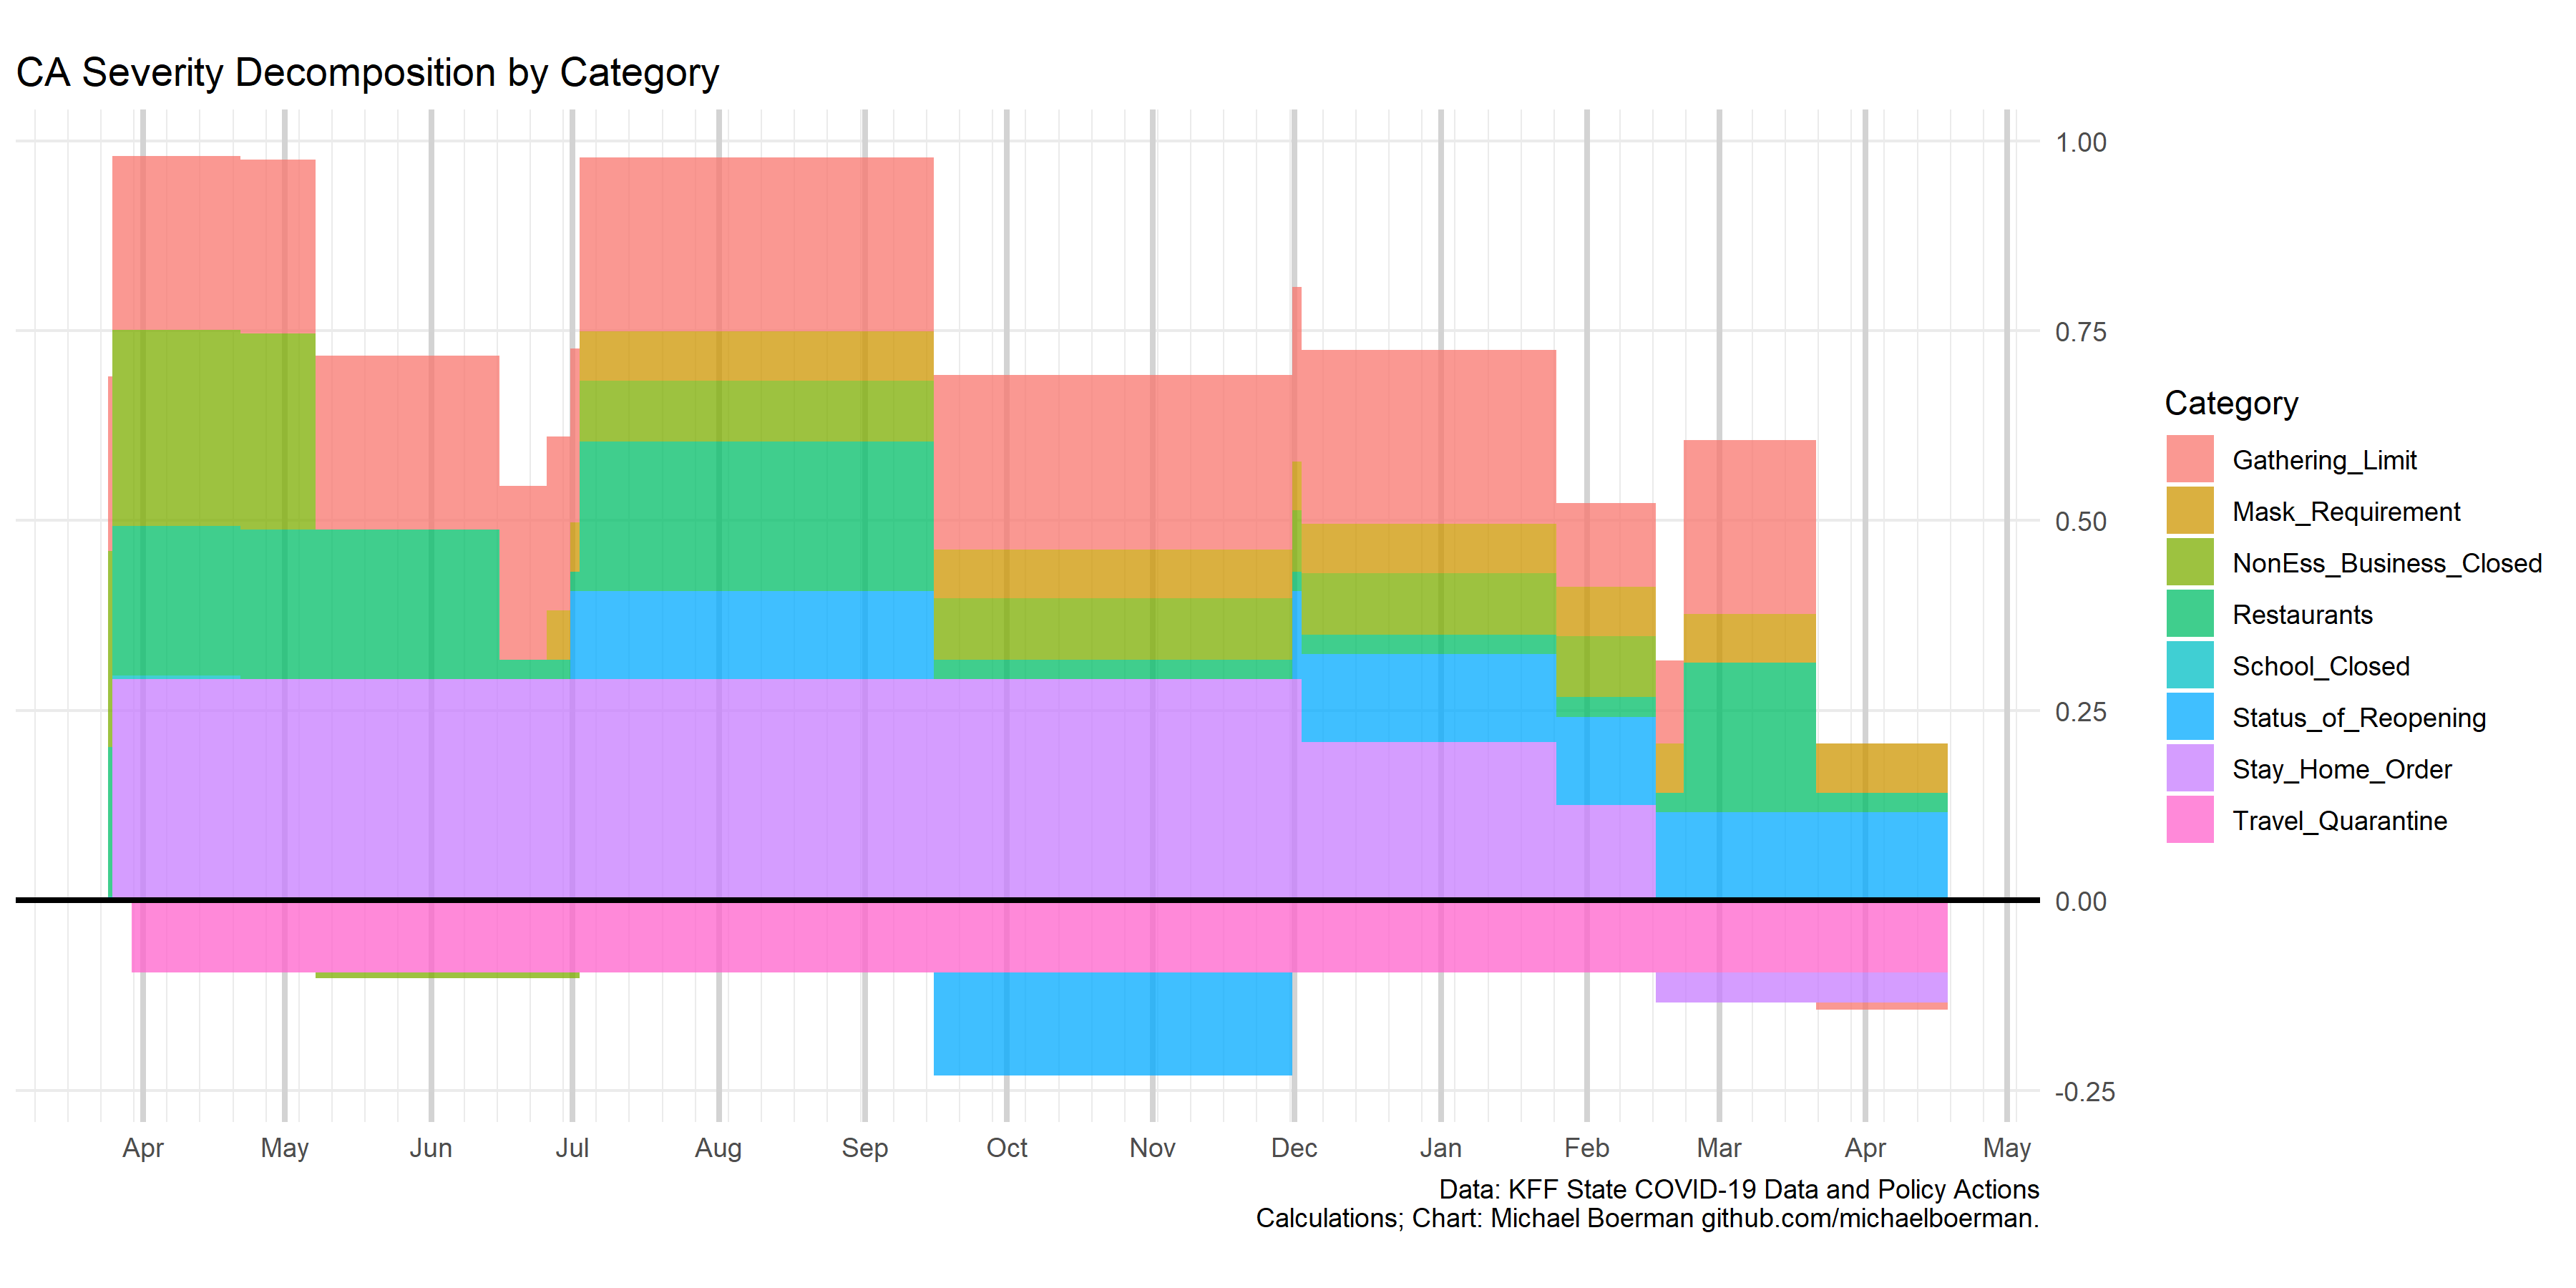 CA Severity Decomposition by Category
1.00
0.75
0.50
0.25
0.00
-0.25
Apr May Jun Jul Aug Sep Oct Nov Dec Jan Feb Mar Apr May
Data: KFF State COVID-19 Data and Policy Actions
Calculations; Chart: Michael Boerman github.com/michaelboerman.
Category
Gathering_Limit
Mask_Requirement
NonEss_Business_Closed
Restaurants
School_Closed
Status_of_Reopening
Stay_Home_Order
Travel_Quarantine